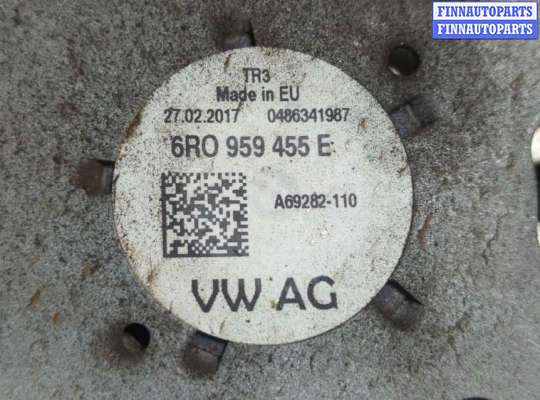 FINNAUTOPARTS
FINNAUTOPARTS
TR3
Made in EU
27.02.2017 0486341987
6R0 959 455 E
A69282-110
VW AG